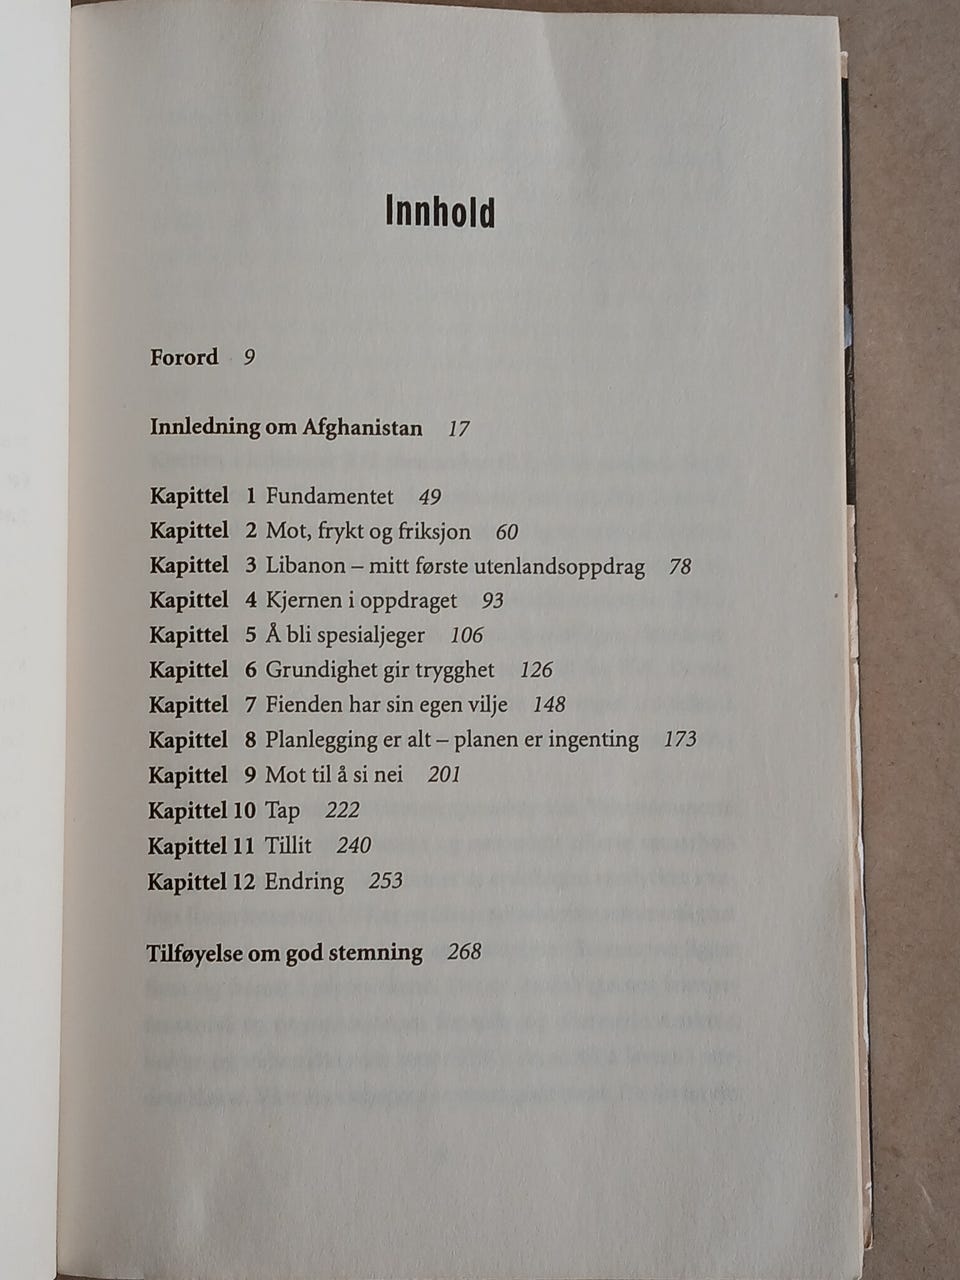 Innhold
Forord 9
Innledning om Afghanistan 17
Kapittel 1 Fundamentet 49
Kapittel 2 Mot, frykt og friksjon 60
Kapittel 3 Libanon – mitt første utenlandsoppdrag 78
Kapittel 4 Kjernen i oppdraget 93
Kapittel 5 Å bli spesialjeger 106
Kapittel 6 Grundighet gir trygghet 126
Kapittel 7 Fienden har sin egen vilje 148
Kapittel 8 Planlegging er alt – planen er ingenting 173
Kapittel 9 Mot til å si nei 201
Kapittel 10 Tap 222
Kapittel 11 Tillit 240
Kapittel 12 Endring 253
Tilføyelse om god stemning 268